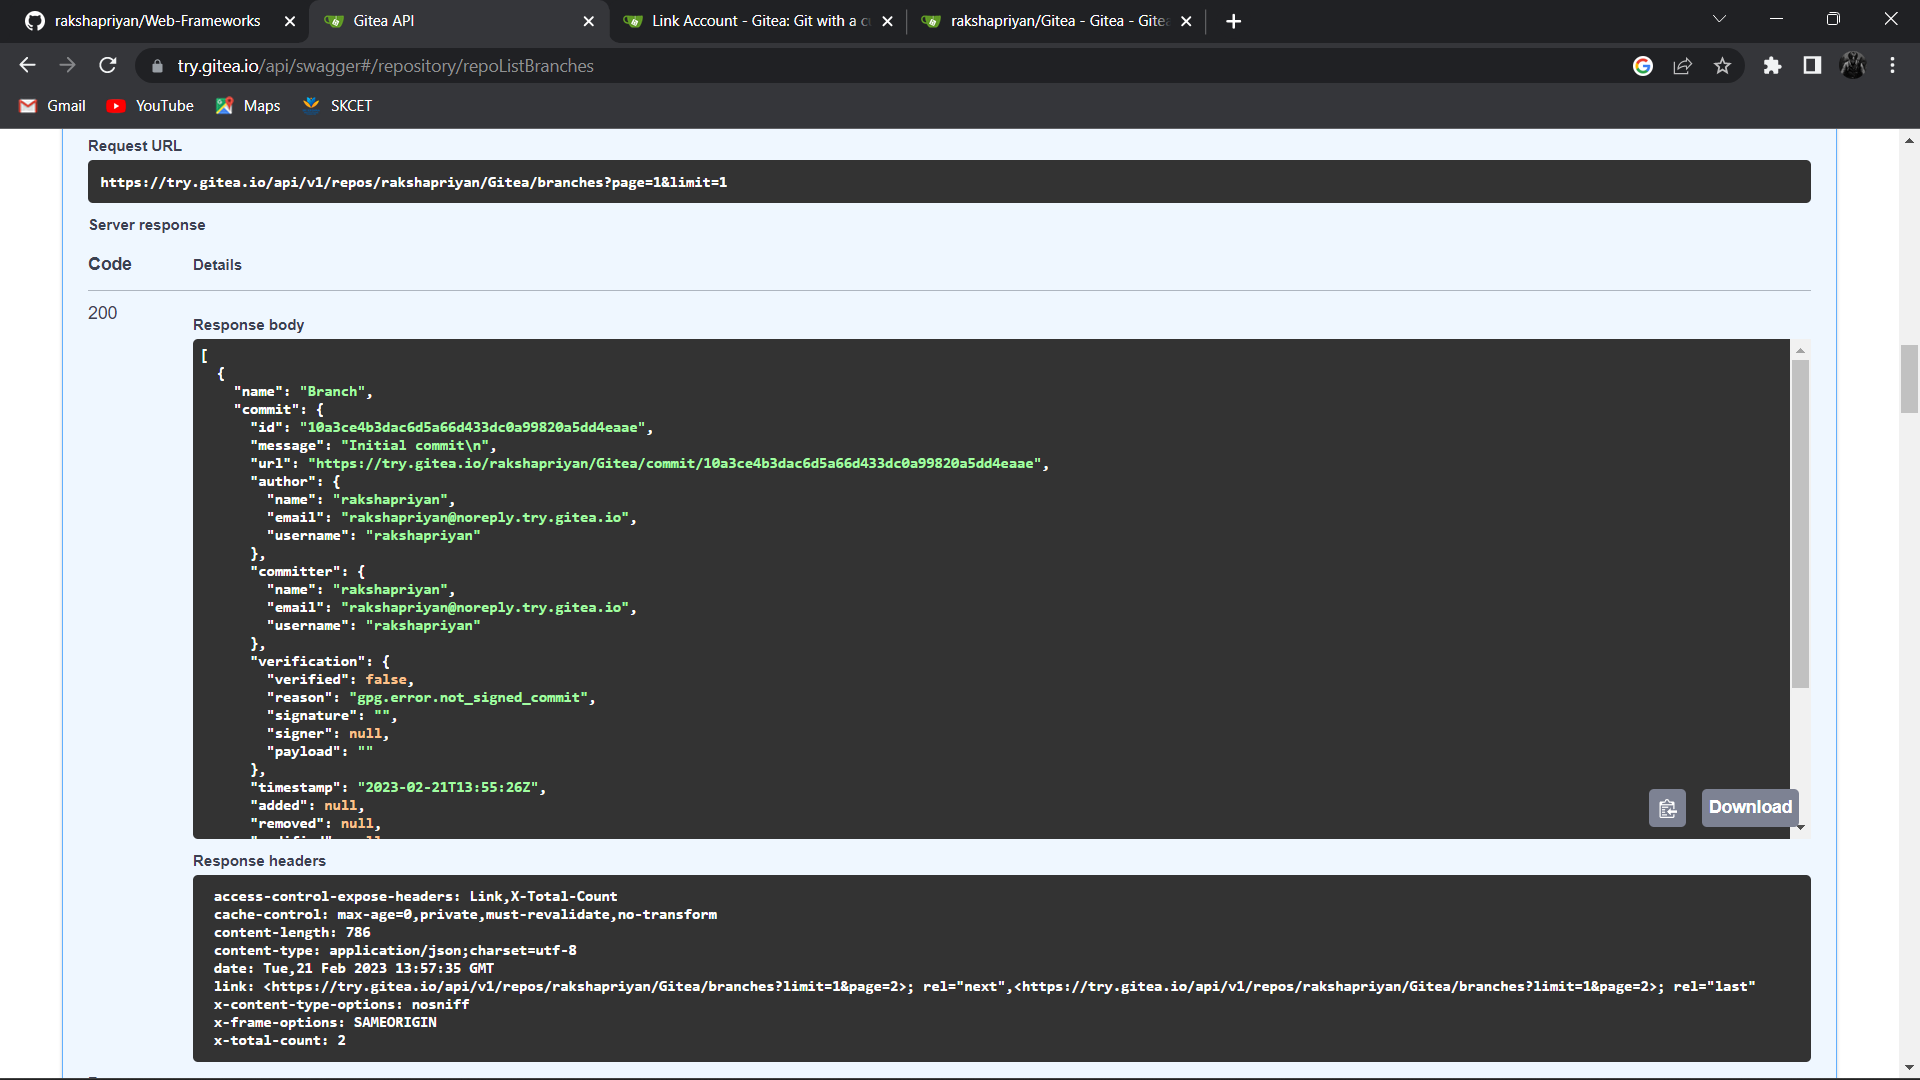 rakshapriyan/Web-Frameworks
Gitea API
Link Account - Gitea: Git with a cu
rakshapriyan/Gitea - Gitea - Gitea
try.gitea.io/api/swagger#/repository/repoListBranches
Gmail
YouTube
Maps
SKCET
Request URL
https://try.gitea.io/api/v1/repos/rakshapriyan/Gitea/branches?page=1&limit=1
Server response
Code
Details
200
Response body
[
{
"name": "Branch",
"commit": {
"id": "10a3ce4b3dac6d5a66d433dc0a99820a5dd4eaae",
"message": "Initial commit\n",
"url": "https://try.gitea.io/rakshapriyan/Gitea/commit/10a3ce4b3dac6d5a66d433dc0a99820a5dd4eaae",
"author": {
"name": "rakshapriyan",
"email": "rakshapriyan@noreply.try.gitea.io",
"username": "rakshapriyan"
},
"committer": {
"name": "rakshapriyan",
"email": "rakshapriyan@noreply.try.gitea.io",
"username": "rakshapriyan"
},
"verification": {
"verified": false,
"reason": "gpg.error.not_signed_commit",
"signature": "",
"signer": null,
"payload": ""
},
"timestamp": "2023-02-21T13:55:26Z",
"added": null,
"removed": null,
Download
Response headers
access-control-expose-headers: Link,X-Total-Count
cache-control: max-age=0,private,must-revalidate,no-transform
content-length: 786
content-type: application/json;charset=utf-8
date: Tue,21 Feb 2023 13:57:35 GMT
link: <https://try.gitea.io/api/v1/repos/rakshapriyan/Gitea/branches?limit=1&page=2>; rel="next",<https://try.gitea.io/api/v1/repos/rakshapriyan/Gitea/branches?limit=1&page=2>; rel="last"
x-content-type-options: nosniff
x-frame-options: SAMEORIGIN
x-total-count: 2